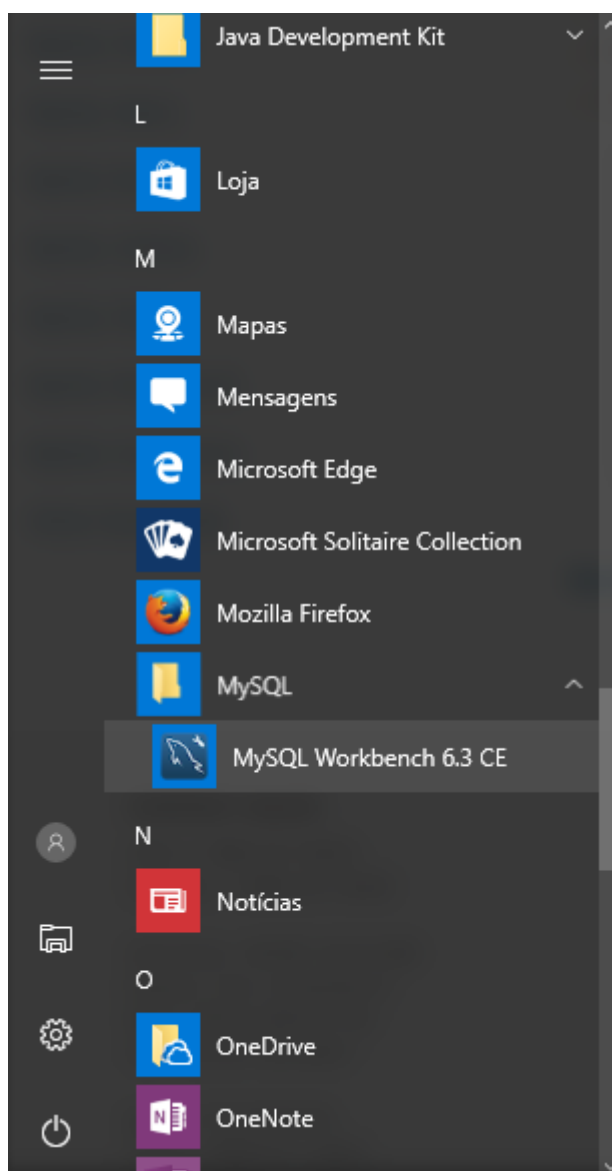 Java Development Kit
L
Loja
M
Mapas
Mensagens
Microsoft Edge
Microsoft Solitaire Collection
Mozilla Firefox
MySQL
MySQL Workbench 6.3 CE
N
Notícias
O
OneDrive
OneNote